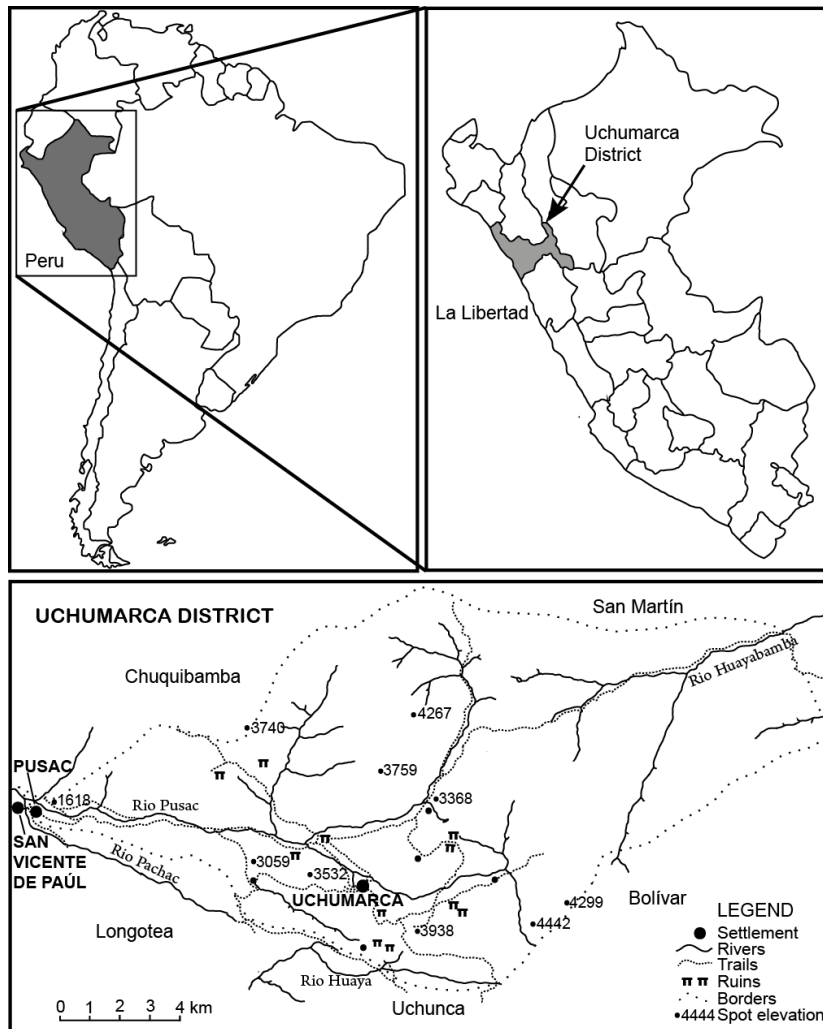 Peru
Uchumarca
District
La Libertad
UCHUMARCA DISTRICT
San Martín
Chuquibamba
Rio Huayabamba
4267
3740
3759
PUSAC
1618
Rio Pusac
3368
SAN
VICENTE
DE PAÚL
Rio Pachac
3059
3532
UCHUMARCA
Bolívar
4299
4442
3938
Longotea
Rio Huaya
Uchunca
LEGEND
Settlement
Rivers
Trails
Ruins
Borders
4444 Spot elevation
0 1 2 3 4 km